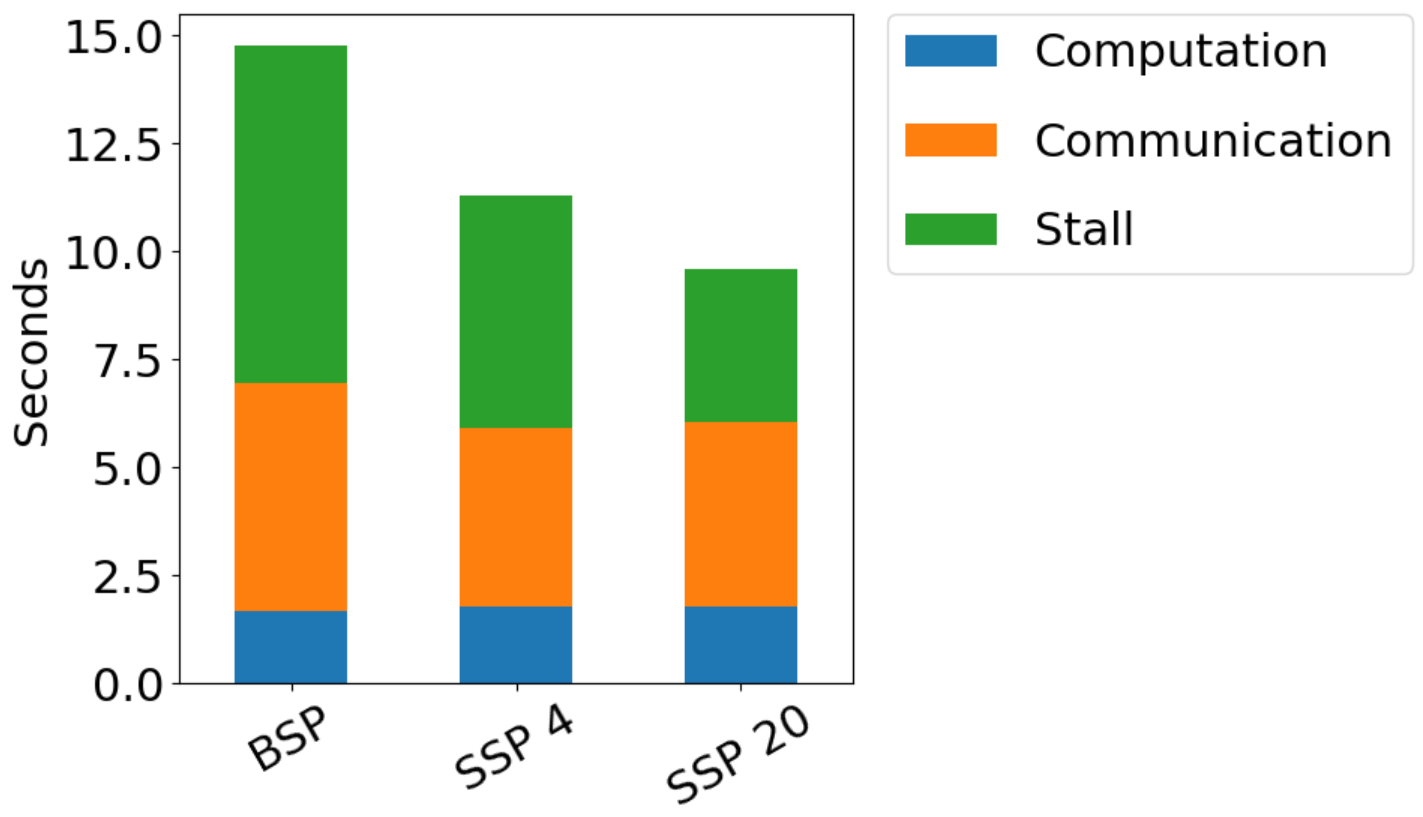 15.0
12.5
10.0
7.5
5.0
2.5
0.0
Seconds
BSP
SSP 4
SSP 20
Computation
Communication
Stall